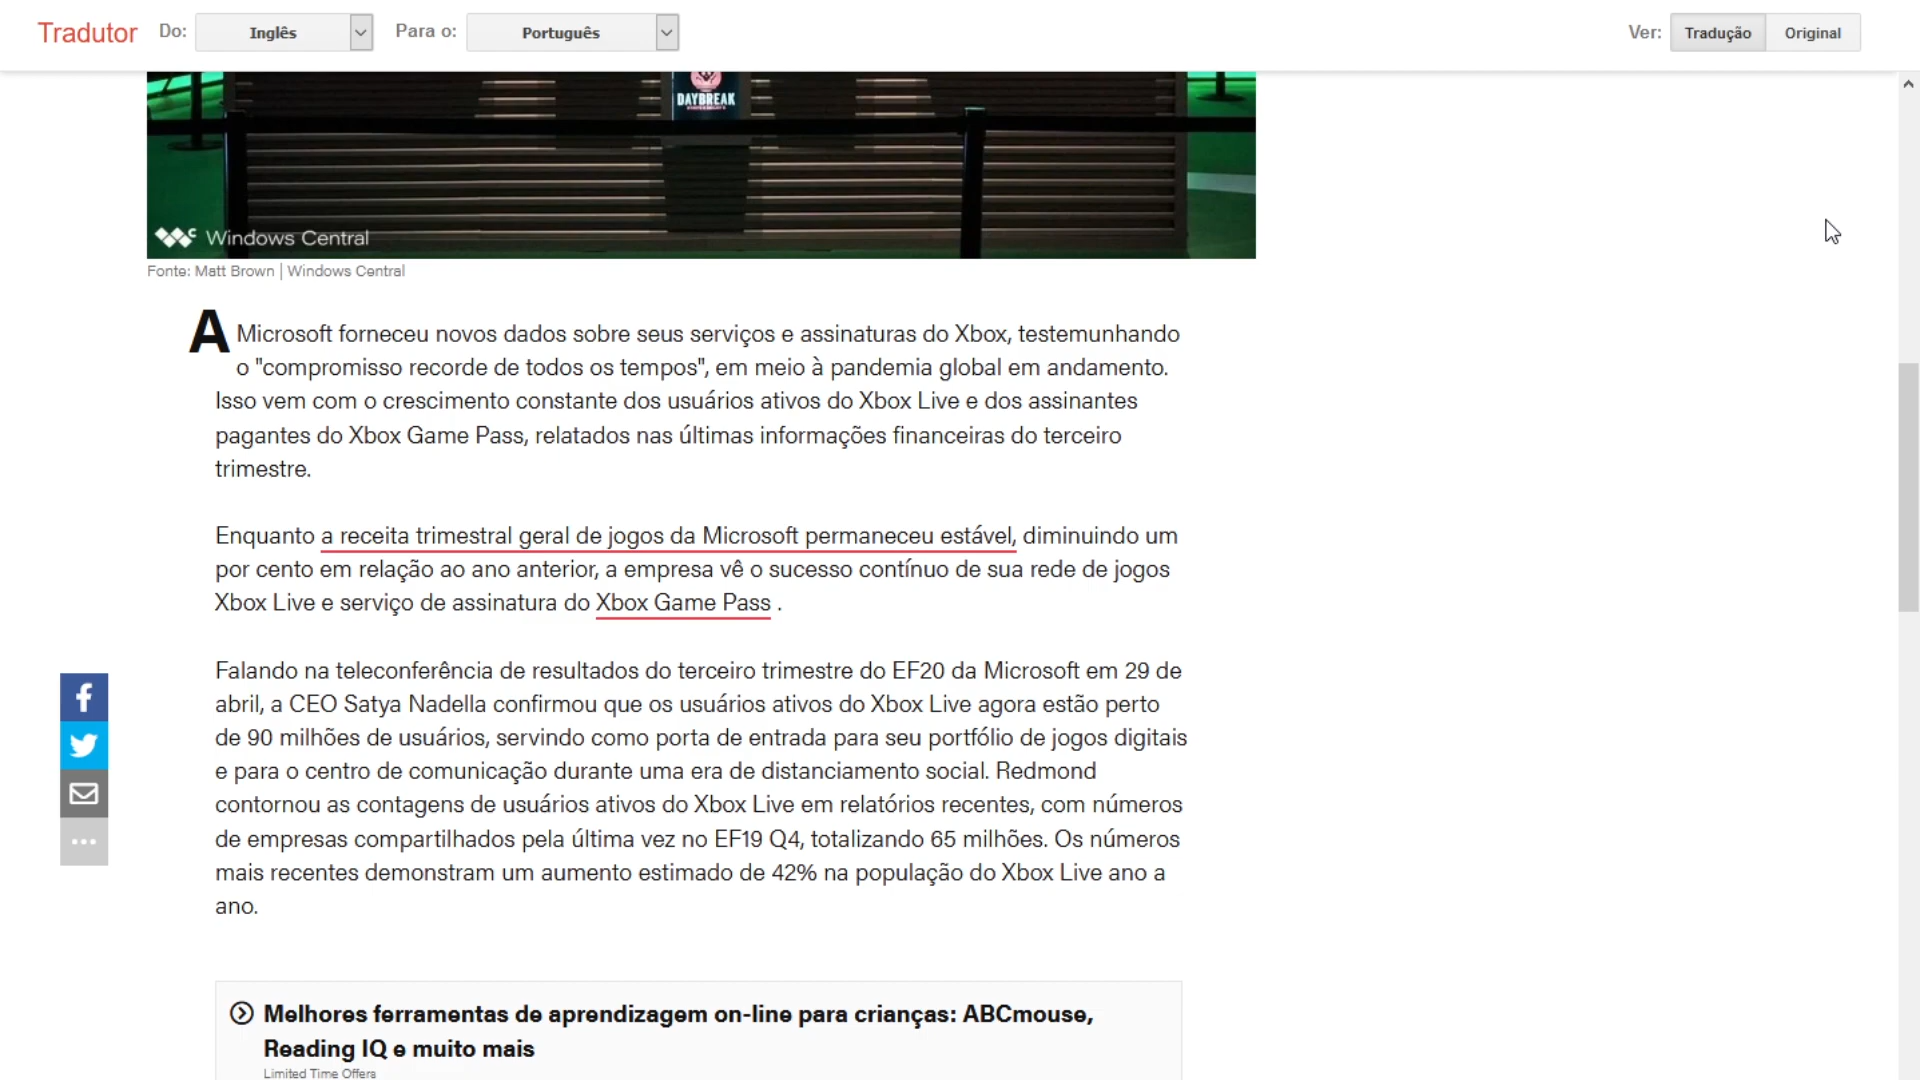 Tradutor Do: Inglês Para o: Português Ver: Tradução Original
DAYBREAK
Windows Central
Fonte: Matt Brown | Windows Central
A Microsoft forneceu novos dados sobre seus serviços e assinaturas do Xbox, testemunhando
o "compromisso recorde de todos os tempos", em meio à pandemia global em andamento.
Isso vem com o crescimento constante dos usuários ativos do Xbox Live e dos assinantes
pagantes do Xbox Game Pass, relatados nas últimas informações financeiras do terceiro
trimestre.
Enquanto a receita trimestral geral de jogos da Microsoft permaneceu estável, diminuindo um
por cento em relação ao ano anterior, a empresa vê o sucesso contínuo de sua rede de jogos
Xbox Live e serviço de assinatura do Xbox Game Pass .
Falando na teleconferência de resultados do terceiro trimestre do EF20 da Microsoft em 29 de
abril, a CEO Satya Nadella confirmou que os usuários ativos do Xbox Live agora estão perto
de 90 milhões de usuários, servindo como porta de entrada para seu portfólio de jogos digitais
e para o centro de comunicação durante uma era de distanciamento social. Redmond
contornou as contagens de usuários ativos do Xbox Live em relatórios recentes, com números
de empresas compartilhados pela última vez no EF19 Q4, totalizando 65 milhões. Os números
mais recentes demonstram um aumento estimado de 42% na população do Xbox Live ano a
ano.
Melhores ferramentas de aprendizagem on-line para crianças: ABCmouse,
Reading IQ e muito mais
Limited Time Offers